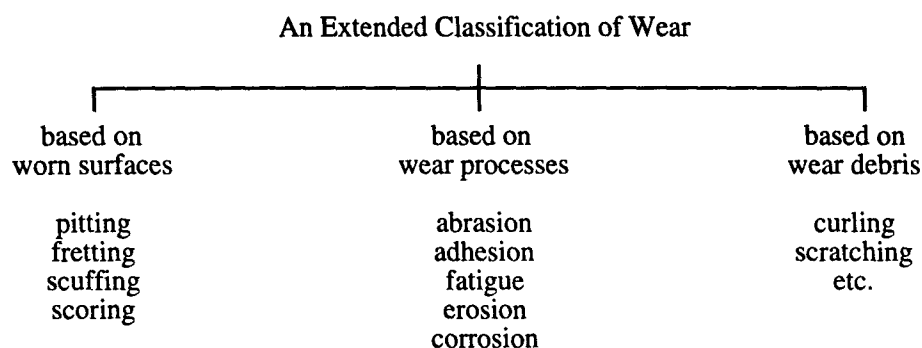 An Extended Classification of Wear
based on
worn surfaces
pitting
fretting
scuffing
scoring
based on
wear processes
abrasion
adhesion
fatigue
erosion
corrosion
based on
wear debris
curling
scratching
etc.